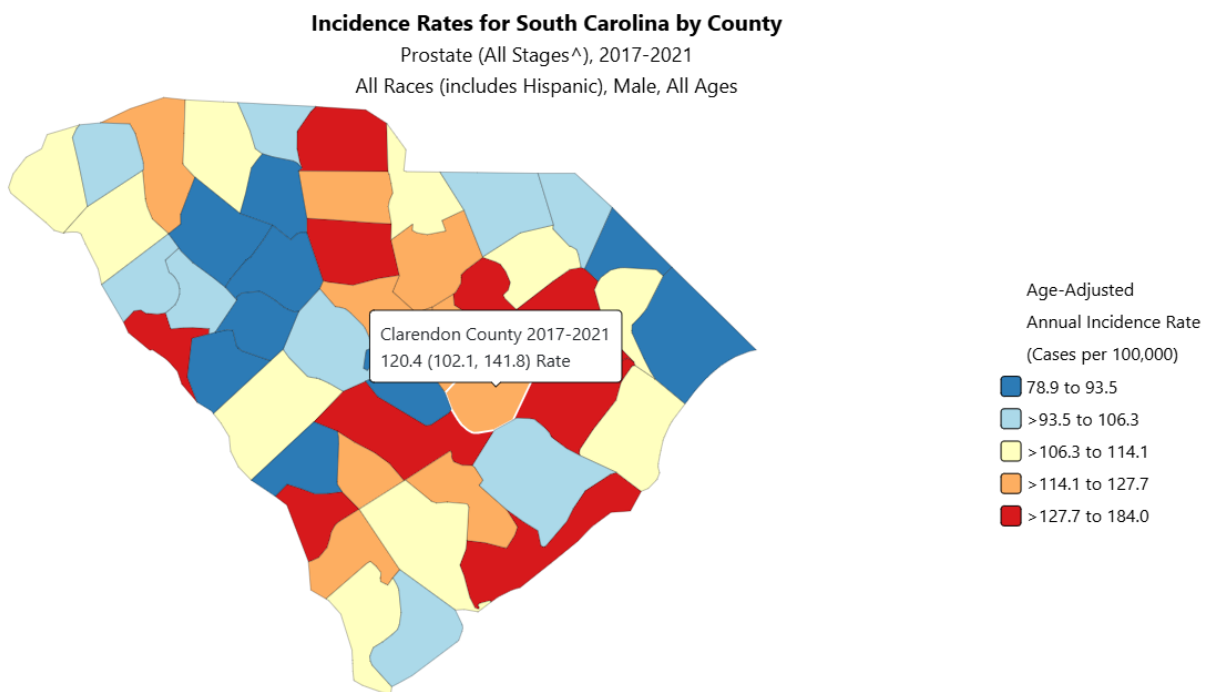 Incidence Rates for South Carolina by County
Prostate (All Stages^), 2017-2021
All Races (includes Hispanic), Male, All Ages
Clarendon County 2017-2021
120.4 (102.1, 141.8) Rate
Age-Adjusted
Annual Incidence Rate
(Cases per 100,000)
78.9 to 93.5
>93.5 to 106.3
>106.3 to 114.1
>114.1 to 127.7
>127.7 to 184.0